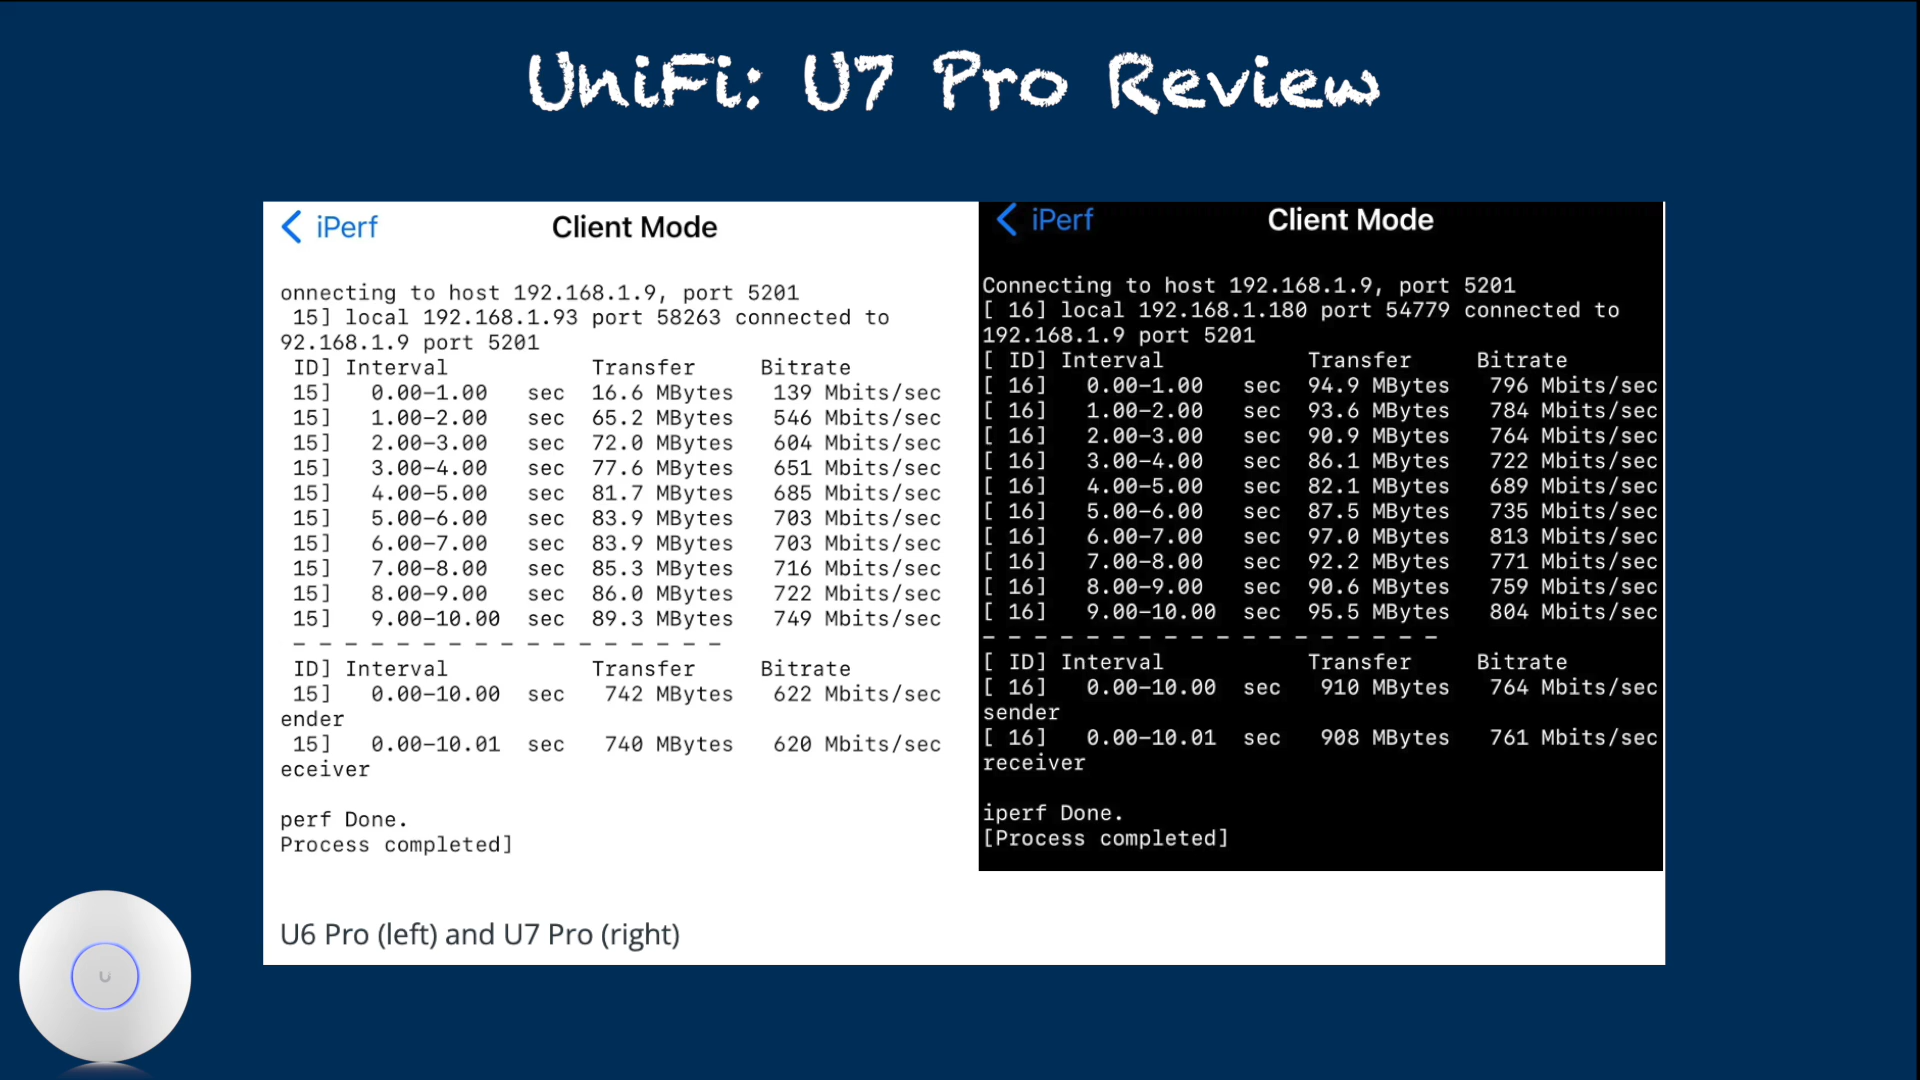 UniFi: U7 Pro Review
iPerf
Client Mode
onnecting to host 192.168.1.9, port 5201
15] local 192.168.1.93 port 58263 connected to
92.168.1.9 port 5201
ID] Interval Transfer Bitrate
15] 0.00-1.00 sec 16.6 MBytes 139 Mbits/sec
15] 1.00-2.00 sec 65.2 MBytes 546 Mbits/sec
15] 2.00-3.00 sec 72.0 MBytes 604 Mbits/sec
15] 3.00-4.00 sec 77.6 MBytes 651 Mbits/sec
15] 4.00-5.00 sec 81.7 MBytes 685 Mbits/sec
15] 5.00-6.00 sec 83.9 MBytes 703 Mbits/sec
15] 6.00-7.00 sec 83.9 MBytes 703 Mbits/sec
15] 7.00-8.00 sec 85.3 MBytes 716 Mbits/sec
15] 8.00-9.00 sec 86.0 MBytes 722 Mbits/sec
15] 9.00-10.00 sec 89.3 MBytes 749 Mbits/sec
- - - - - - - - - - - - - - - - -
ID] Interval Transfer Bitrate
15] 0.00-10.00 sec 742 MBytes 622 Mbits/sec
ender
15] 0.00-10.01 sec 740 MBytes 620 Mbits/sec
eceiver
perf Done.
Process completed]
iPerf
Client Mode
Connecting to host 192.168.1.9, port 5201
[ 16] local 192.168.1.180 port 54779 connected to
192.168.1.9 port 5201
[ ID] Interval Transfer Bitrate
[ 16] 0.00-1.00 sec 94.9 MBytes 796 Mbits/sec
[ 16] 1.00-2.00 sec 93.6 MBytes 784 Mbits/sec
[ 16] 2.00-3.00 sec 90.9 MBytes 764 Mbits/sec
[ 16] 3.00-4.00 sec 86.1 MBytes 722 Mbits/sec
[ 16] 4.00-5.00 sec 82.1 MBytes 689 Mbits/sec
[ 16] 5.00-6.00 sec 87.5 MBytes 735 Mbits/sec
[ 16] 6.00-7.00 sec 97.0 MBytes 813 Mbits/sec
[ 16] 7.00-8.00 sec 92.2 MBytes 771 Mbits/sec
[ 16] 8.00-9.00 sec 90.6 MBytes 759 Mbits/sec
[ 16] 9.00-10.00 sec 95.5 MBytes 804 Mbits/sec
- - - - - - - - - - - - - - - - - -
[ ID] Interval Transfer Bitrate
[ 16] 0.00-10.00 sec 910 MBytes 764 Mbits/sec
sender
[ 16] 0.00-10.01 sec 908 MBytes 761 Mbits/sec
receiver
iperf Done.
[Process completed]
U6 Pro (left) and U7 Pro (right)